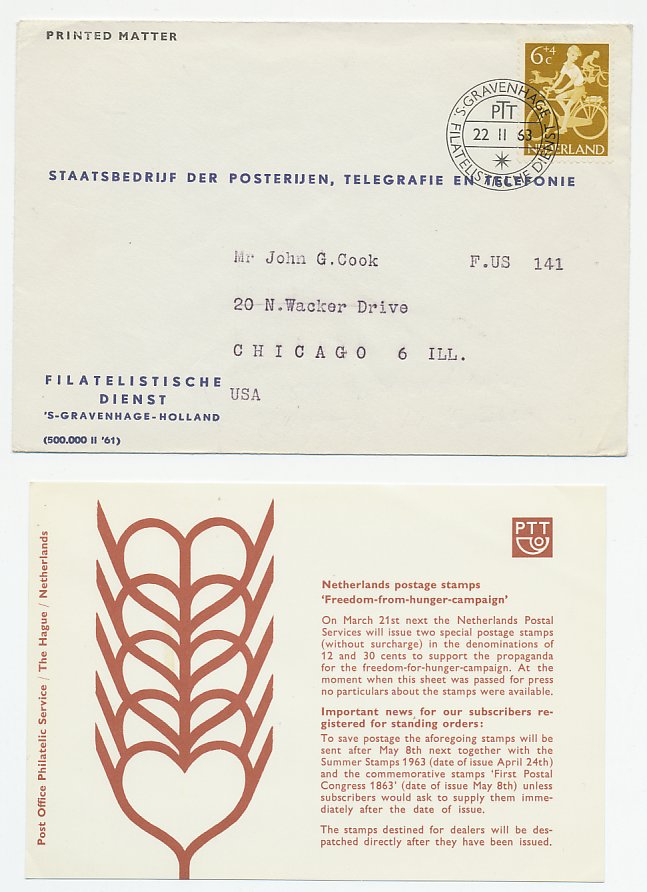 PRINTED MATTER
6+4 c
NEDERLAND
'S-GRAVENHAGE
PTT
22 II 63
FILATELISTISCHE DIENST
STAATSBEDRIJF DER POSTERIJEN, TELEGRAFIE EN TELEFONIE
Mr John G.Cook F.US 141
20 N.Wacker Drive
CHICAGO 6 ILL.
USA
FILATELISTISCHE
DIENST
'S-GRAVENHAGE-HOLLAND
(500.000 II '61)
Post Office Philatelic Service / The Hague / Netherlands
PTT
Netherlands postage stamps
'Freedom-from-hunger-campaign'
On March 21st next the Netherlands Postal
Services will issue two special postage stamps
(without surcharge) in the denominations of
12 and 30 cents to support the propaganda
for the freedom-for-hunger-campaign. At the
moment when this sheet was passed for press
no particulars about the stamps were available.
Important news for our subscribers re-
gistered for standing orders:
To save postage the aforegoing stamps will be
sent after May 8th next together with the
Summer Stamps 1963 (date of issue April 24th)
and the commemorative stamps 'First Postal
Congress 1863' (date of issue May 8th) unless
subscribers would ask to supply them imme-
diately after the date of issue.
The stamps destined for dealers will be des-
patched directly after they have been issued.